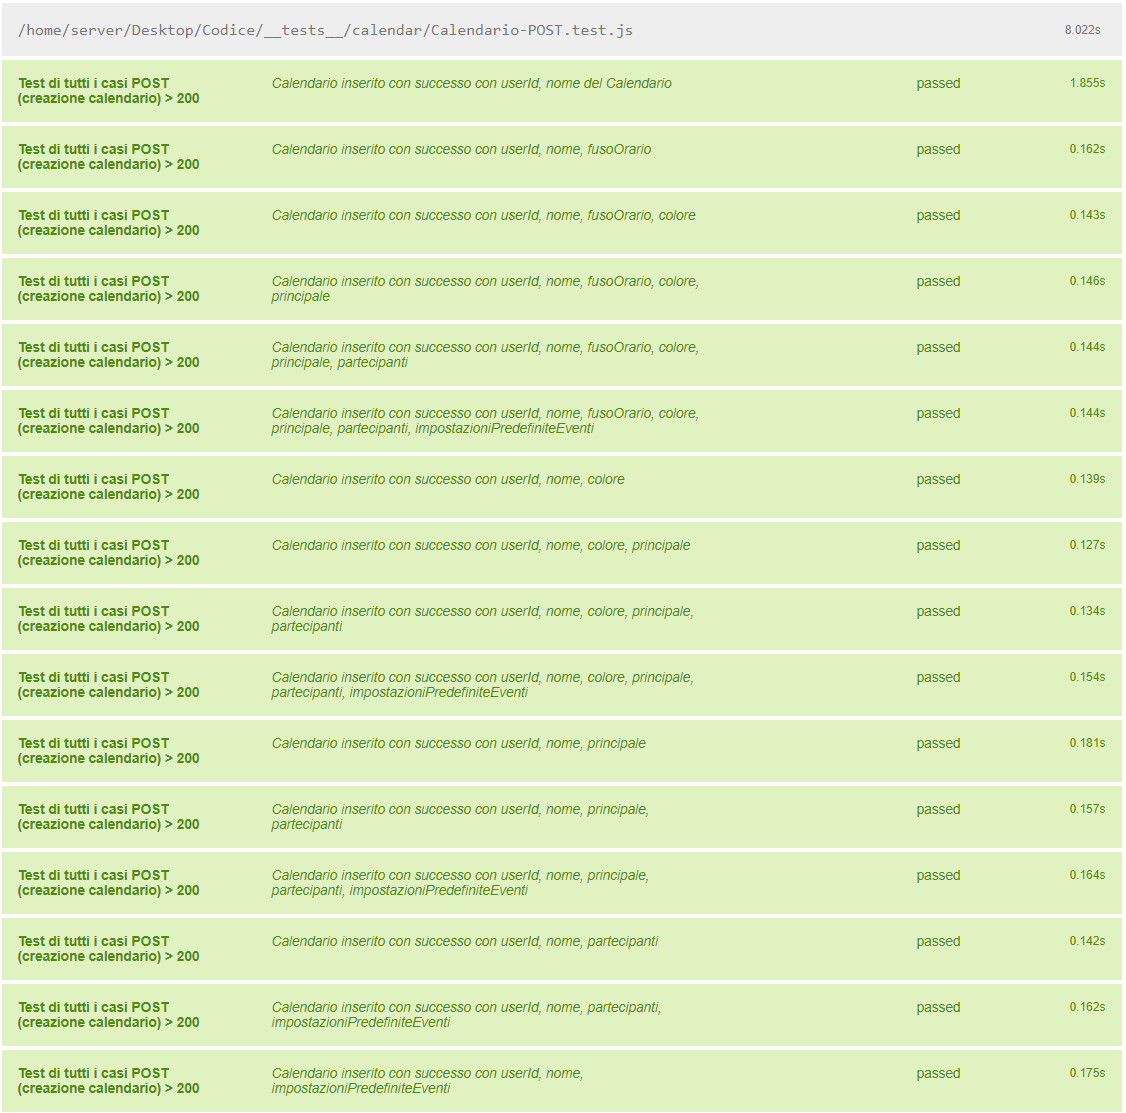 /home/server/Desktop/Codice/__tests__/calendar/Calendario-POST.test.js 8.022s
Test di tutti i casi POST Calendario inserito con successo con userId, nome del Calendario passed 1.855s
(creazione calendario) > 200
Test di tutti i casi POST Calendario inserito con successo con userId, nome, fusoOrario passed 0.162s
(creazione calendario) > 200
Test di tutti i casi POST Calendario inserito con successo con userId, nome, fusoOrario, colore passed 0.143s
(creazione calendario) > 200
Test di tutti i casi POST Calendario inserito con successo con userId, nome, fusoOrario, colore, passed 0.146s
(creazione calendario) > 200 principale
Test di tutti i casi POST Calendario inserito con successo con userId, nome, fusoOrario, colore, passed 0.144s
(creazione calendario) > 200 principale, partecipanti
Test di tutti i casi POST Calendario inserito con successo con userId, nome, fusoOrario, colore, passed 0.144s
(creazione calendario) > 200 principale, partecipanti, impostazioniPredefiniteEventi
Test di tutti i casi POST Calendario inserito con successo con userId, nome, colore passed 0.139s
(creazione calendario) > 200
Test di tutti i casi POST Calendario inserito con successo con userId, nome, colore, principale passed 0.127s
(creazione calendario) > 200
Test di tutti i casi POST Calendario inserito con successo con userId, nome, colore, principale, passed 0.134s
(creazione calendario) > 200 partecipanti
Test di tutti i casi POST Calendario inserito con successo con userId, nome, colore, principale, passed 0.154s
(creazione calendario) > 200 partecipanti, impostazioniPredefiniteEventi
Test di tutti i casi POST Calendario inserito con successo con userId, nome, principale passed 0.181s
(creazione calendario) > 200
Test di tutti i casi POST Calendario inserito con successo con userId, nome, principale, passed 0.157s
(creazione calendario) > 200 partecipanti
Test di tutti i casi POST Calendario inserito con successo con userId, nome, principale, passed 0.164s
(creazione calendario) > 200 partecipanti, impostazioniPredefiniteEventi
Test di tutti i casi POST Calendario inserito con successo con userId, nome, partecipanti passed 0.142s
(creazione calendario) > 200
Test di tutti i casi POST Calendario inserito con successo con userId, nome, partecipanti, passed 0.162s
(creazione calendario) > 200 impostazioniPredefiniteEventi
Test di tutti i casi POST Calendario inserito con successo con userId, nome, passed 0.175s
(creazione calendario) > 200 impostazioniPredefiniteEventi